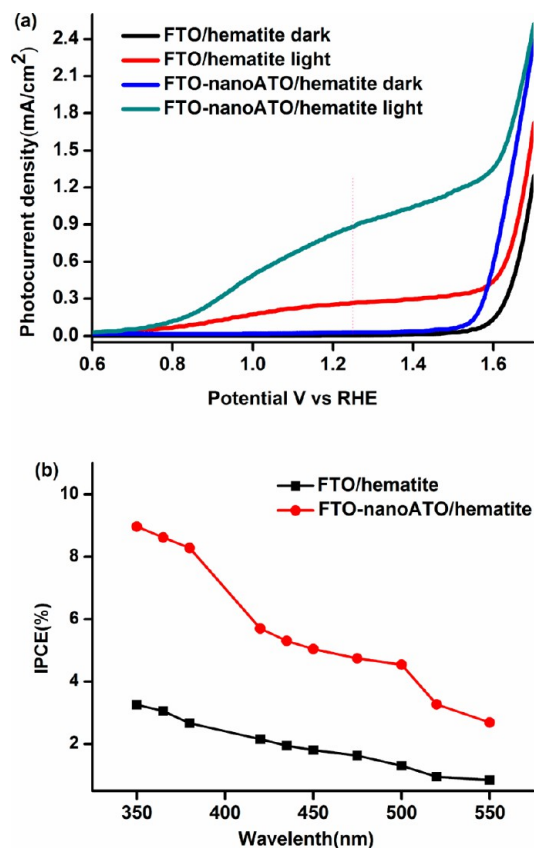 (a)
FTO/hematite dark
FTO/hematite light
FTO-nanoATO/hematite dark
FTO-nanoATO/hematite light
Photocurrent density(mA/cm²)
2.4
2.1
1.8
1.5
1.2
0.9
0.6
0.3
0.0
0.6 0.8 1.0 1.2 1.4 1.6
Potential V vs RHE
(b)
FTO/hematite
FTO-nanoATO/hematite
IPCE(%)
10
8
6
4
2
350 400 450 500 550
Wavelenth(nm)